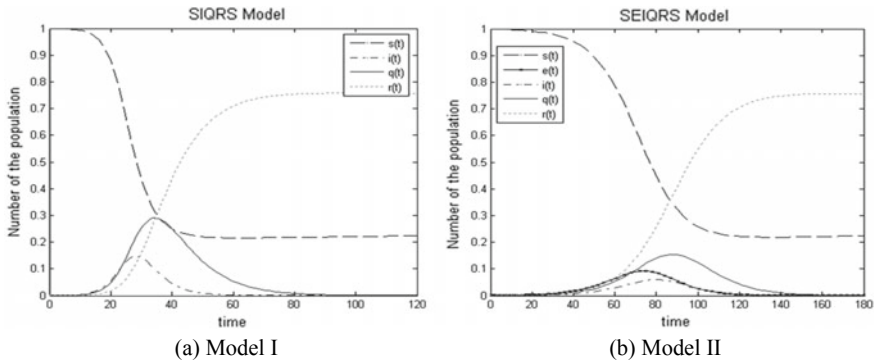 SIQRS Model
Number of the population
1
0.9
0.8
0.7
0.6
0.5
0.4
0.3
0.2
0.1
0
s(t)
i(t)
q(t)
r(t)
0 20 40 60 80 100 120
time
(a) Model I
SEIQRS Model
Number of the population
1
0.9
0.8
0.7
0.6
0.5
0.4
0.3
0.2
0.1
0
s(t)
e(t)
i(t)
q(t)
r(t)
0 20 40 60 80 100 120 140 160 180
time
(b) Model II